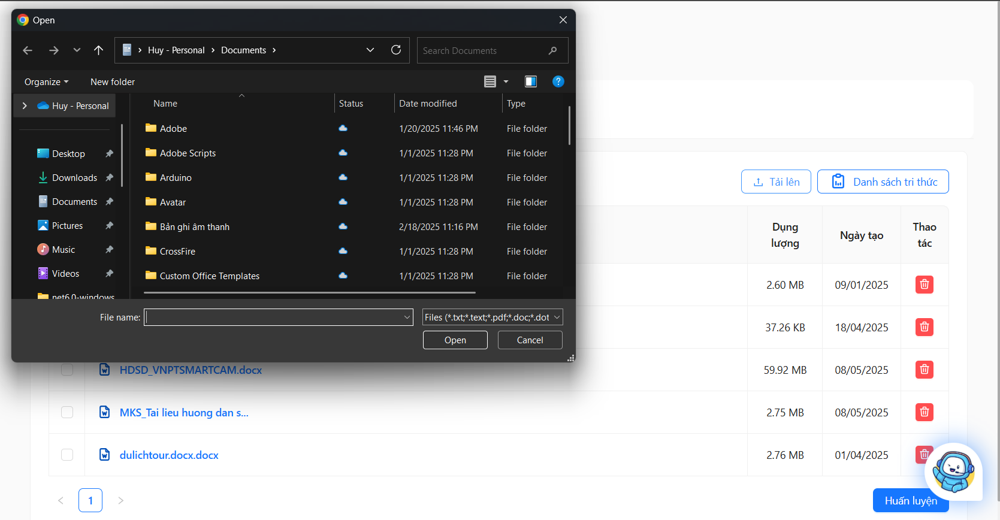 Open
Huy - Personal
Documents
Search Documents
Organize
New folder
Huy - Personal
Desktop
Downloads
Documents
Pictures
Music
Videos
net6.0-windows
Name Status Date modified Type
Adobe 1/20/2025 11:46 PM File folder
Adobe Scripts 1/1/2025 11:28 PM File folder
Arduino 1/1/2025 11:28 PM File folder
Avatar 1/1/2025 11:28 PM File folder
Bản ghi âm thanh 2/18/2025 11:16 PM File folder
CrossFire 1/1/2025 11:28 PM File folder
Custom Office Templates 1/1/2025 11:28 PM File folder
File name:
Files (*.txt;*.text;*.pdf;*.doc;*.dot
Open
Cancel
Tải lên
Danh sách tri thức
Dụng lượng
Ngày tạo
Thao tác
2.60 MB 09/01/2025
37.26 KB 18/04/2025
HDSD_VNPTSMARTCAM.docx 59.92 MB 08/05/2025
MKS_Tai lieu huong dan s... 2.75 MB 08/05/2025
dulichtour.docx.docx 2.76 MB 01/04/2025
1
Huấn luyện